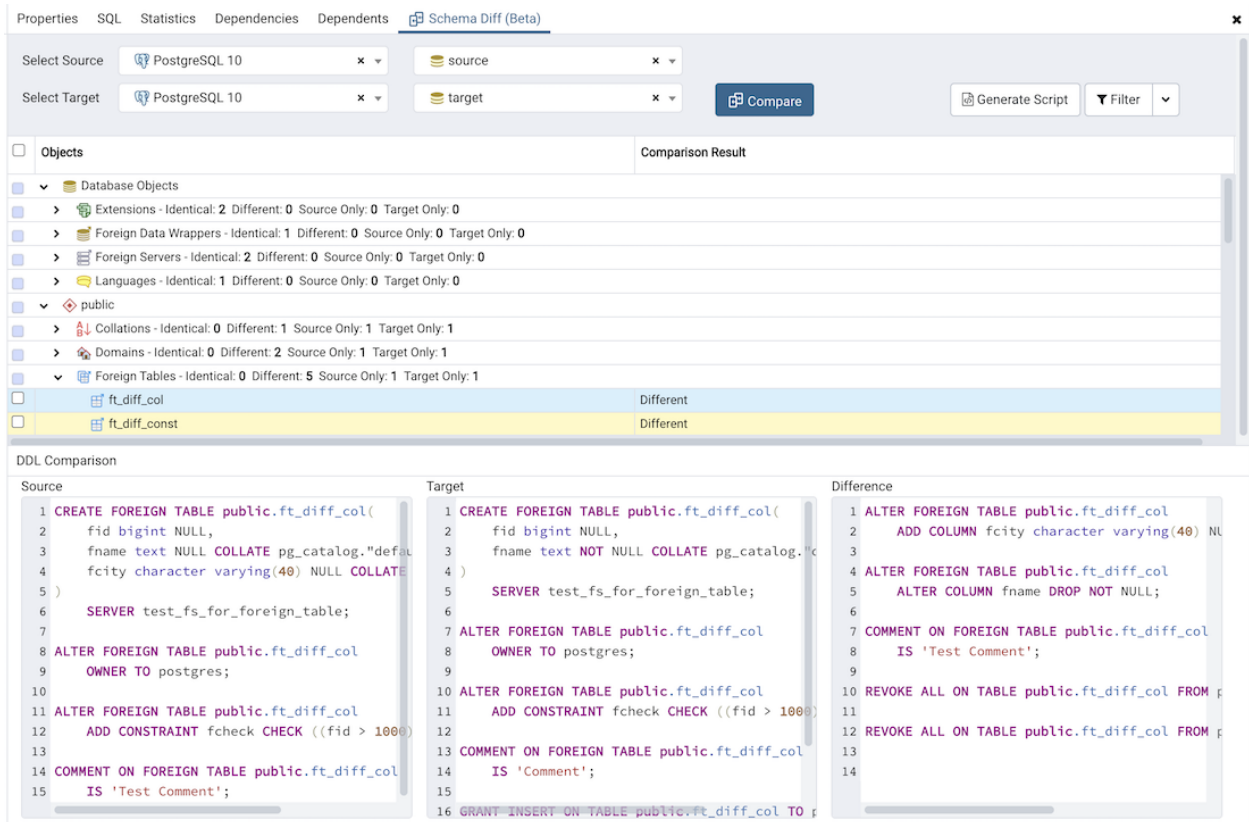 Properties SQL Statistics Dependencies Dependents Schema Diff (Beta)
Select Source PostgreSQL 10 source
Select Target PostgreSQL 10 target Compare Generate Script Filter
Objects Comparison Result
Database Objects
Extensions - Identical: 2 Different: 0 Source Only: 0 Target Only: 0
Foreign Data Wrappers - Identical: 1 Different: 0 Source Only: 0 Target Only: 0
Foreign Servers - Identical: 2 Different: 0 Source Only: 0 Target Only: 0
Languages - Identical: 1 Different: 0 Source Only: 0 Target Only: 0
public
Collations - Identical: 0 Different: 1 Source Only: 1 Target Only: 1
Domains - Identical: 0 Different: 2 Source Only: 1 Target Only: 1
Foreign Tables - Identical: 0 Different: 5 Source Only: 1 Target Only: 1
ft_diff_col Different
ft_diff_const Different
DDL Comparison
Source
1 CREATE FOREIGN TABLE public.ft_diff_col(
2 fid bigint NULL,
3 fname text NULL COLLATE pg_catalog."defau
4 fcity character varying(40) NULL COLLATE
5 )
6 SERVER test_fs_for_foreign_table;
7
8 ALTER FOREIGN TABLE public.ft_diff_col
9 OWNER TO postgres;
10
11 ALTER FOREIGN TABLE public.ft_diff_col
12 ADD CONSTRAINT fcheck CHECK ((fid > 1000)
13
14 COMMENT ON FOREIGN TABLE public.ft_diff_col
15 IS 'Test Comment';
Target
1 CREATE FOREIGN TABLE public.ft_diff_col(
2 fid bigint NULL,
3 fname text NOT NULL COLLATE pg_catalog."d
4 )
5 SERVER test_fs_for_foreign_table;
6
7 ALTER FOREIGN TABLE public.ft_diff_col
8 OWNER TO postgres;
9
10 ALTER FOREIGN TABLE public.ft_diff_col
11 ADD CONSTRAINT fcheck CHECK ((fid > 1000)
12
13 COMMENT ON FOREIGN TABLE public.ft_diff_col
14 IS 'Comment';
15
16 GRANT INSERT ON TABLE public.ft_diff_col TO p
Difference
1 ALTER FOREIGN TABLE public.ft_diff_col
2 ADD COLUMN fcity character varying(40) NU
3
4 ALTER FOREIGN TABLE public.ft_diff_col
5 ALTER COLUMN fname DROP NOT NULL;
6
7 COMMENT ON FOREIGN TABLE public.ft_diff_col
8 IS 'Test Comment';
9
10 REVOKE ALL ON TABLE public.ft_diff_col FROM p
11
12 REVOKE ALL ON TABLE public.ft_diff_col FROM p
13
14